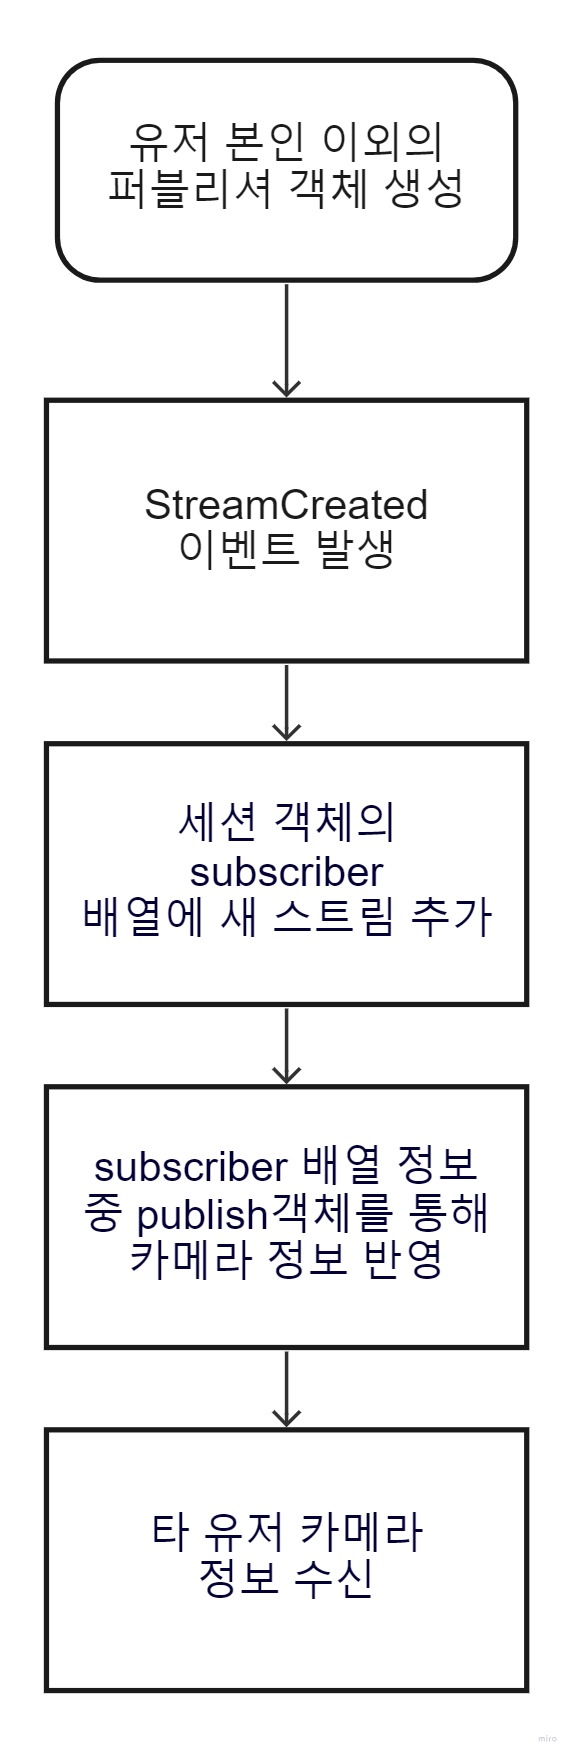 유저 본인 이외의
퍼블리셔 객체 생성
StreamCreated
이벤트 발생
세션 객체의
subscriber
배열에 새 스트림 추가
subscriber 배열 정보
중 publish객체를 통해
카메라 정보 반영
타 유저 카메라
정보 수신
miro